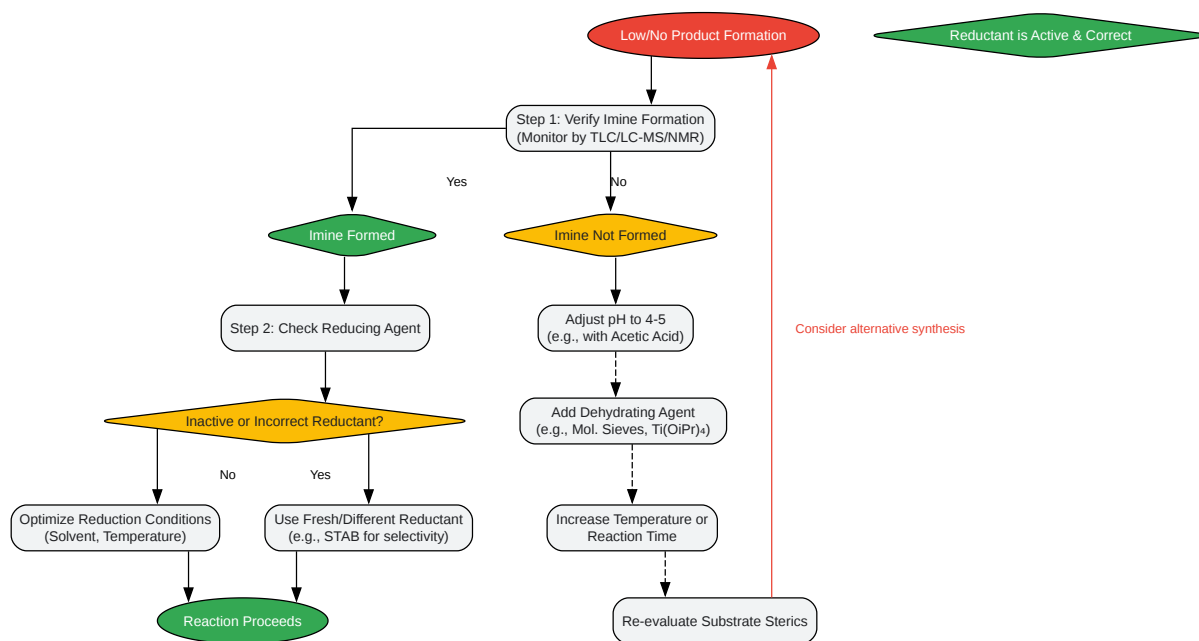 Low/No Product Formation
Reductant is Active & Correct
Step 1: Verify Imine Formation
(Monitor by TLC/LC-MS/NMR)
Yes
No
Imine Formed
Imine Not Formed
Step 2: Check Reducing Agent
Adjust pH to 4-5
(e.g., with Acetic Acid)
Consider alternative synthesis
Inactive or Incorrect Reductant?
Add Dehydrating Agent
(e.g., Mol. Sieves, Ti(OiPr)₄)
No
Yes
Optimize Reduction Conditions
(Solvent, Temperature)
Use Fresh/Different Reductant
(e.g., STAB for selectivity)
Increase Temperature or
Reaction Time
Reaction Proceeds
Re-evaluate Substrate Sterics